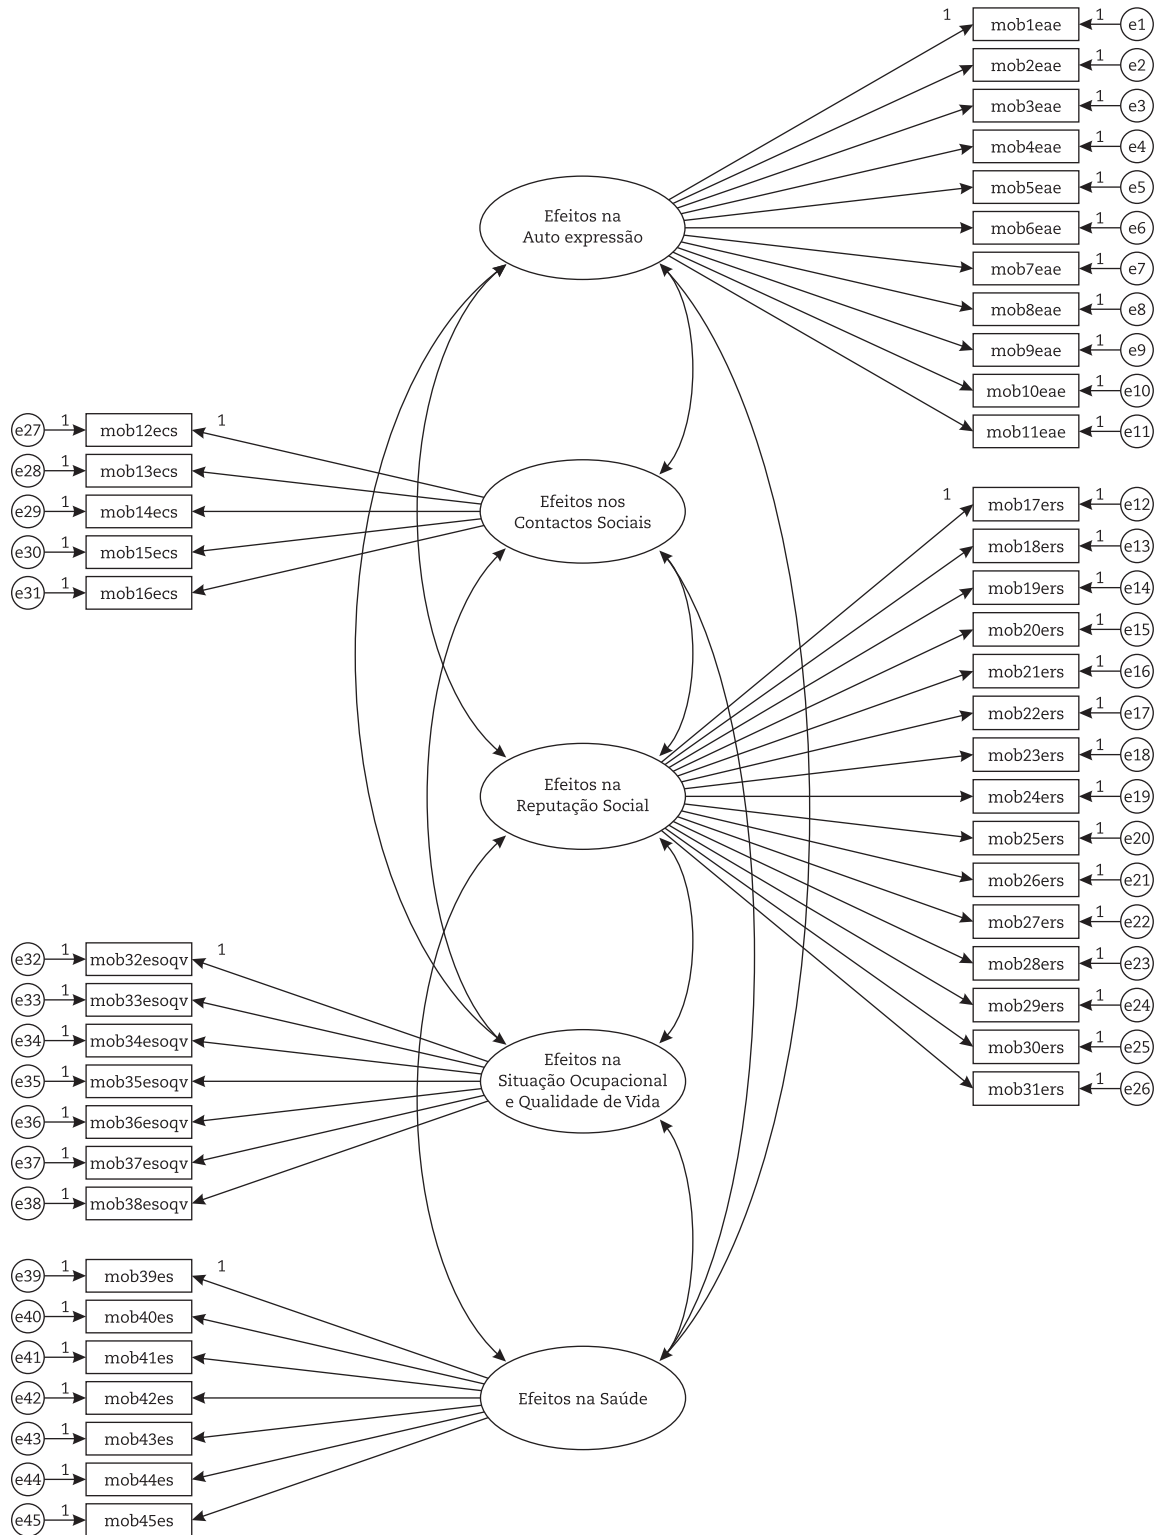 1
mob1eae 1 e1
mob2eae 1 e2
mob3eae 1 e3
mob4eae 1 e4
mob5eae 1 e5
mob6eae 1 e6
mob7eae 1 e7
mob8eae 1 e8
mob9eae 1 e9
mob10eae 1 e10
mob11eae 1 e11
Efeitos na
Auto expressão
1
e27 1 mob12ecs
e28 1 mob13ecs
e29 1 mob14ecs
e30 1 mob15ecs
e31 1 mob16ecs
Efeitos nos
Contactos Sociais
1
mob17ers 1 e12
mob18ers 1 e13
mob19ers 1 e14
mob20ers 1 e15
mob21ers 1 e16
mob22ers 1 e17
mob23ers 1 e18
mob24ers 1 e19
mob25ers 1 e20
mob26ers 1 e21
mob27ers 1 e22
mob28ers 1 e23
mob29ers 1 e24
mob30ers 1 e25
mob31ers 1 e26
Efeitos na
Reputação Social
1
e32 1 mob32esoqv
e33 1 mob33esoqv
e34 1 mob34esoqv
e35 1 mob35esoqv
e36 1 mob36esoqv
e37 1 mob37esoqv
e38 1 mob38esoqv
Efeitos na
Situação Ocupacional
e Qualidade de Vida
1
e39 1 mob39es
e40 1 mob40es
e41 1 mob41es
e42 1 mob42es
e43 1 mob43es
e44 1 mob44es
e45 1 mob45es
Efeitos na Saúde